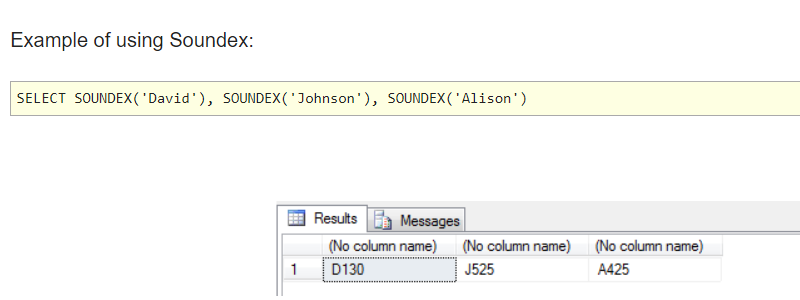 Example of using Soundex:
SELECT SOUNDEX('David'), SOUNDEX('Johnson'), SOUNDEX('Alison')
Results Messages
(No column name) (No column name) (No column name)
1 D130 J525 A425